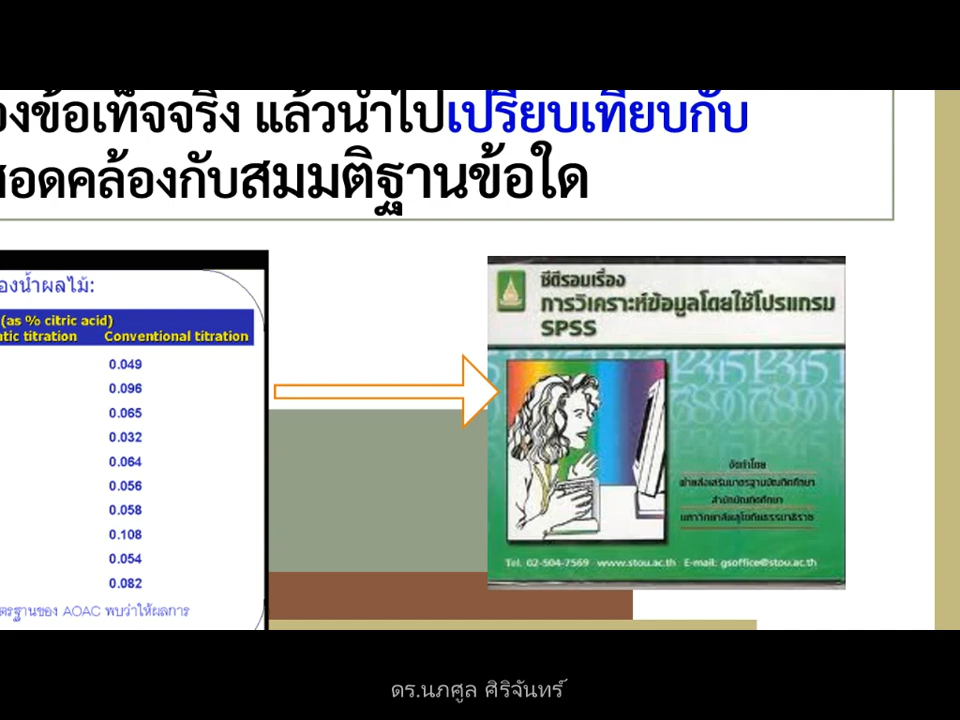 องข้อเท็จจริง แล้วนำไปเปรียบเทียบกับ
สอดคล้องกับสมมติฐานข้อใด
องน้ำผลไม้:
(as % citric acid)
tic titration Conventional titration
0.049
0.096
0.065
0.032
0.064
0.056
0.058
0.108
0.054
0.082
ตรฐานของ AOAC พบว่าให้ผลการ
ซีดีรอมเรื่อง
การวิเคราะห์ข้อมูลโดยใช้โปรแกรม
SPSS
จัดทำโดย
ฝ่ายส่งเสริมมาตรฐานบัณฑิตศึกษา
สำนักบัณฑิตศึกษา
มหาวิทยาลัยสุโขทัยธรรมาธิราช
Tel. 02-504-7569 www.stou.ac.th E-mail: gsoffice@stou.ac.th
ดร.นภศูล ศิริจันทร์